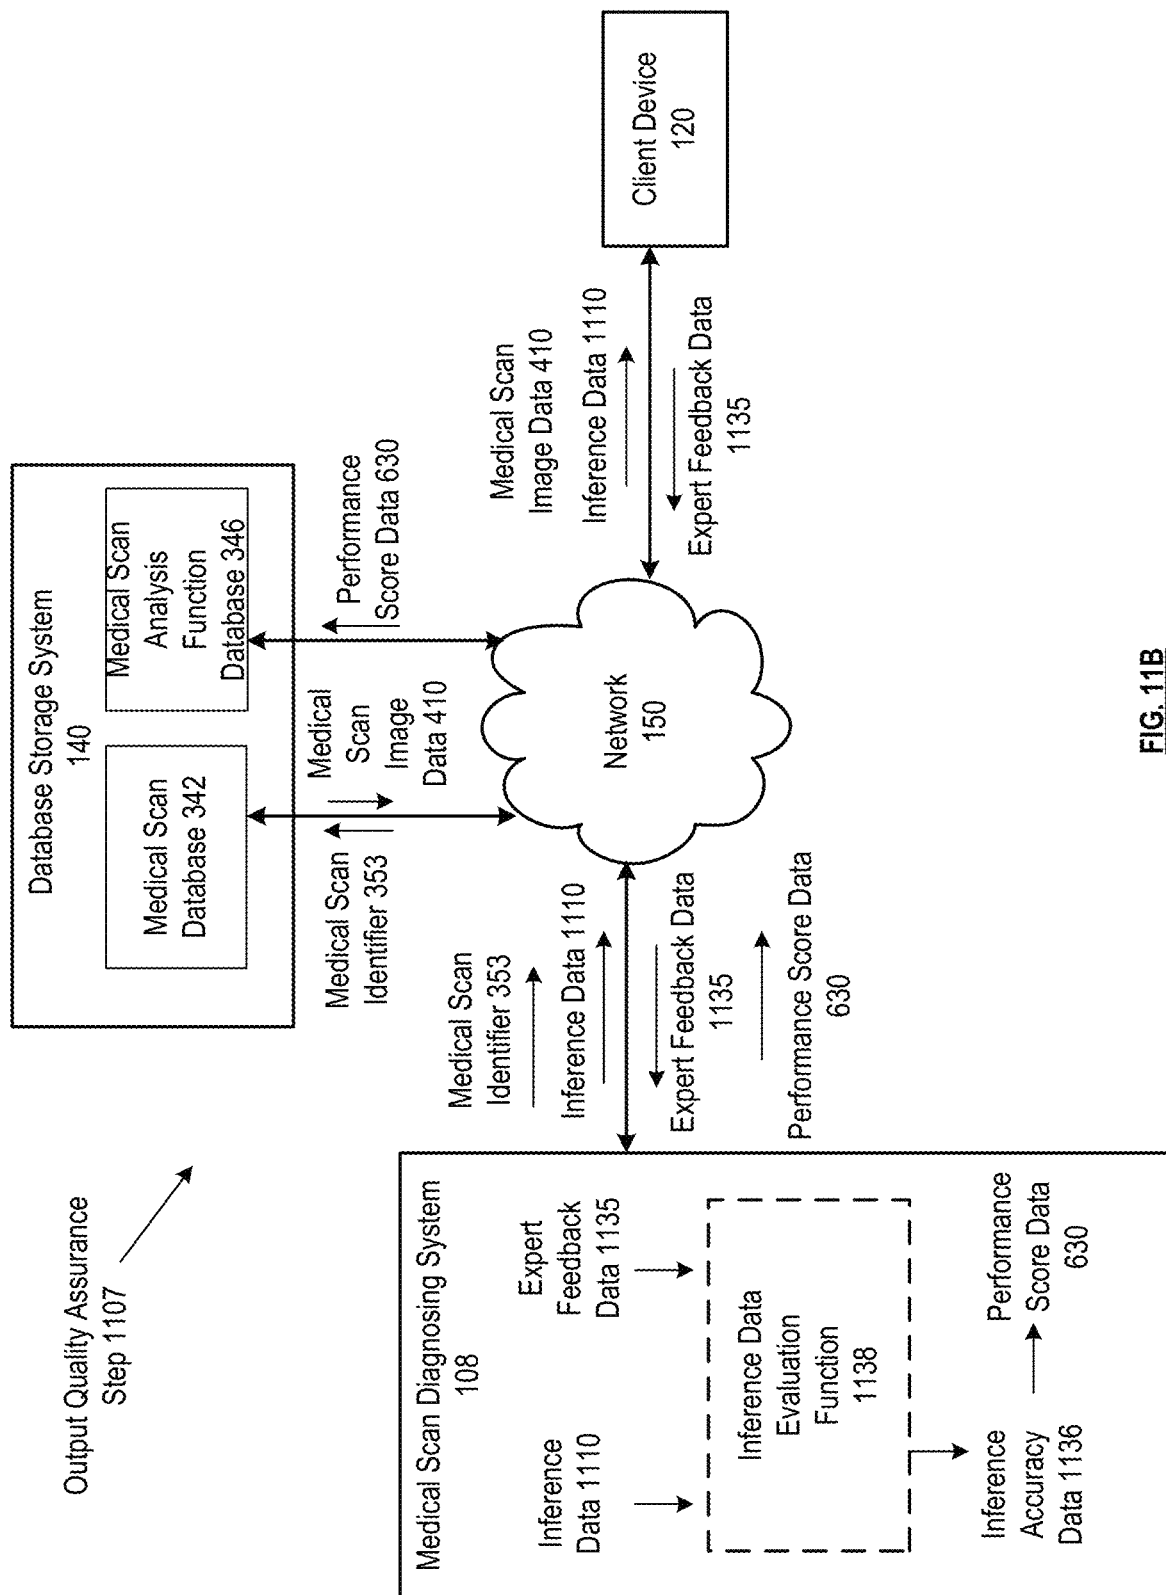 Output Quality Assurance
Step 1107
Database Storage System
140
Medical Scan
Database 342
Medical Scan
Analysis
Function
Database 346
Medical Scan
Identifier 353
Medical
Scan
Image
Data 410
Performance
Score Data 630
Medical Scan Diagnosing System
108
Inference
Data 1110
Expert
Feedback
Data 1135
Inference Data
Evaluation
Function
1138
Inference
Accuracy
Data 1136
Performance
Score Data
630
Medical Scan
Identifier 353
Inference Data 1110
Expert Feedback Data
1135
Performance Score Data
630
Network
150
Medical Scan
Image Data 410
Inference Data 1110
Expert Feedback Data
1135
Client Device
120
FIG. 11B